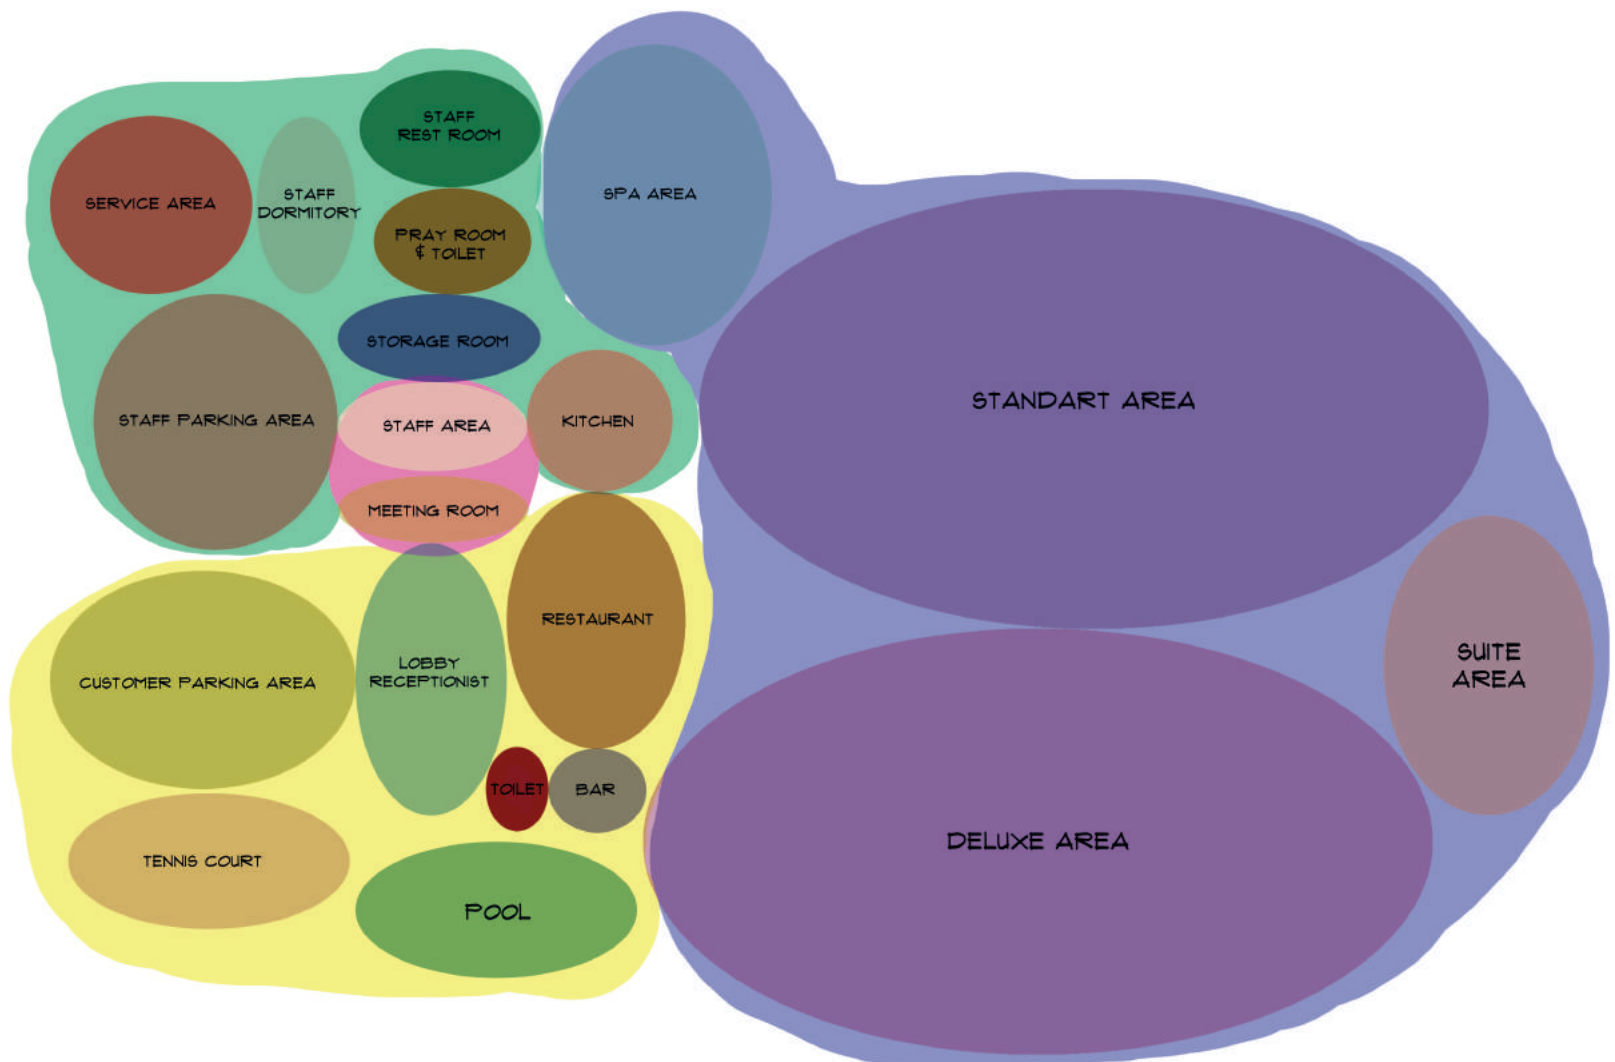 STAFF
REST ROOM
SERVICE AREA
STAFF
DORMITORY
SPA AREA
PRAY ROOM
& TOILET
STORAGE ROOM
STANDART AREA
STAFF PARKING AREA
STAFF AREA
KITCHEN
MEETING ROOM
RESTAURANT
SUITE
AREA
LOBBY
RECEPTIONIST
CUSTOMER PARKING AREA
TOILET
BAR
DELUXE AREA
TENNIS COURT
POOL